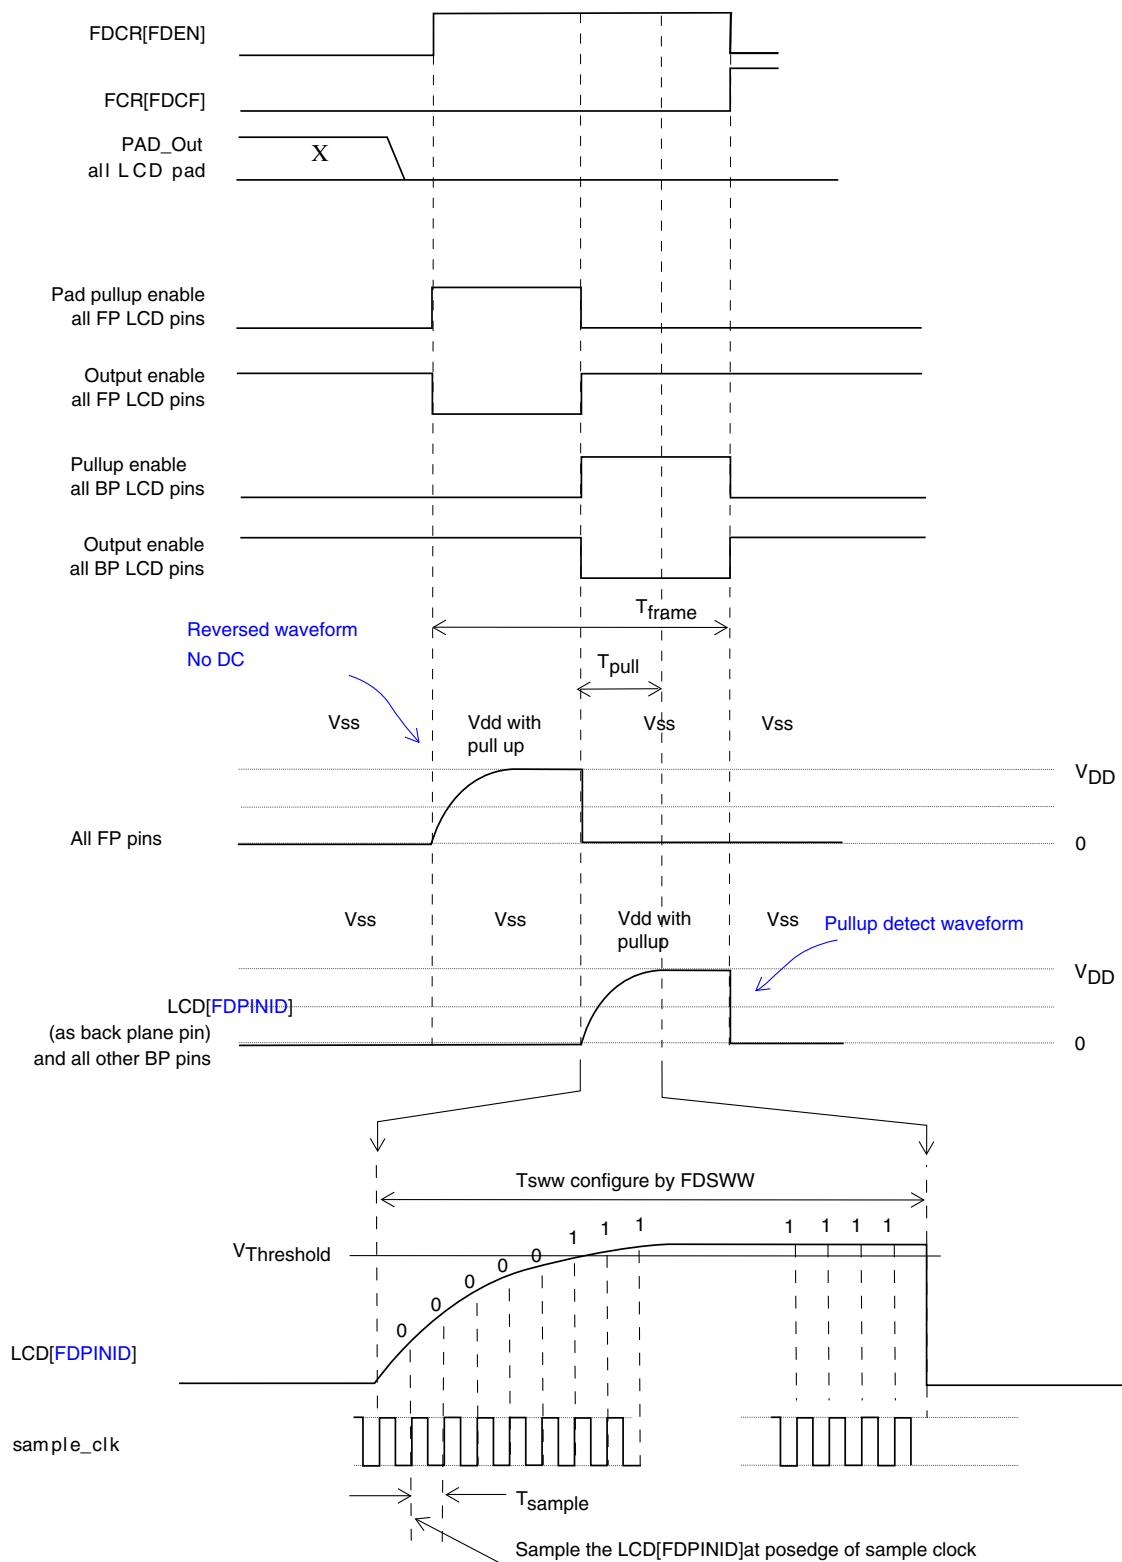 FDCR[FDEN]
FCR[FDCF]
PAD_Out
all LCD pad
X
Pad pullup enable
all FP LCD pins
Output enable
all FP LCD pins
Pullup enable
all BP LCD pins
Output enable
all BP LCD pins
Tframe
Reversed waveform
No DC
Tpull
Vss
Vdd with
pull up
Vss
Vss
VDD
All FP pins
0
Vss
Vss
Vdd with
pullup
Vss
Pullup detect waveform
VDD
LCD[FDPINID]
(as back plane pin)
and all other BP pins
0
Tsww configure by FDSWW
VThreshold
0 0 0 0 0 1 1 1 1 1 1 1
LCD[FDPINID]
sample_clk
Tsample
Sample the LCD[FDPINID]at posedge of sample clock